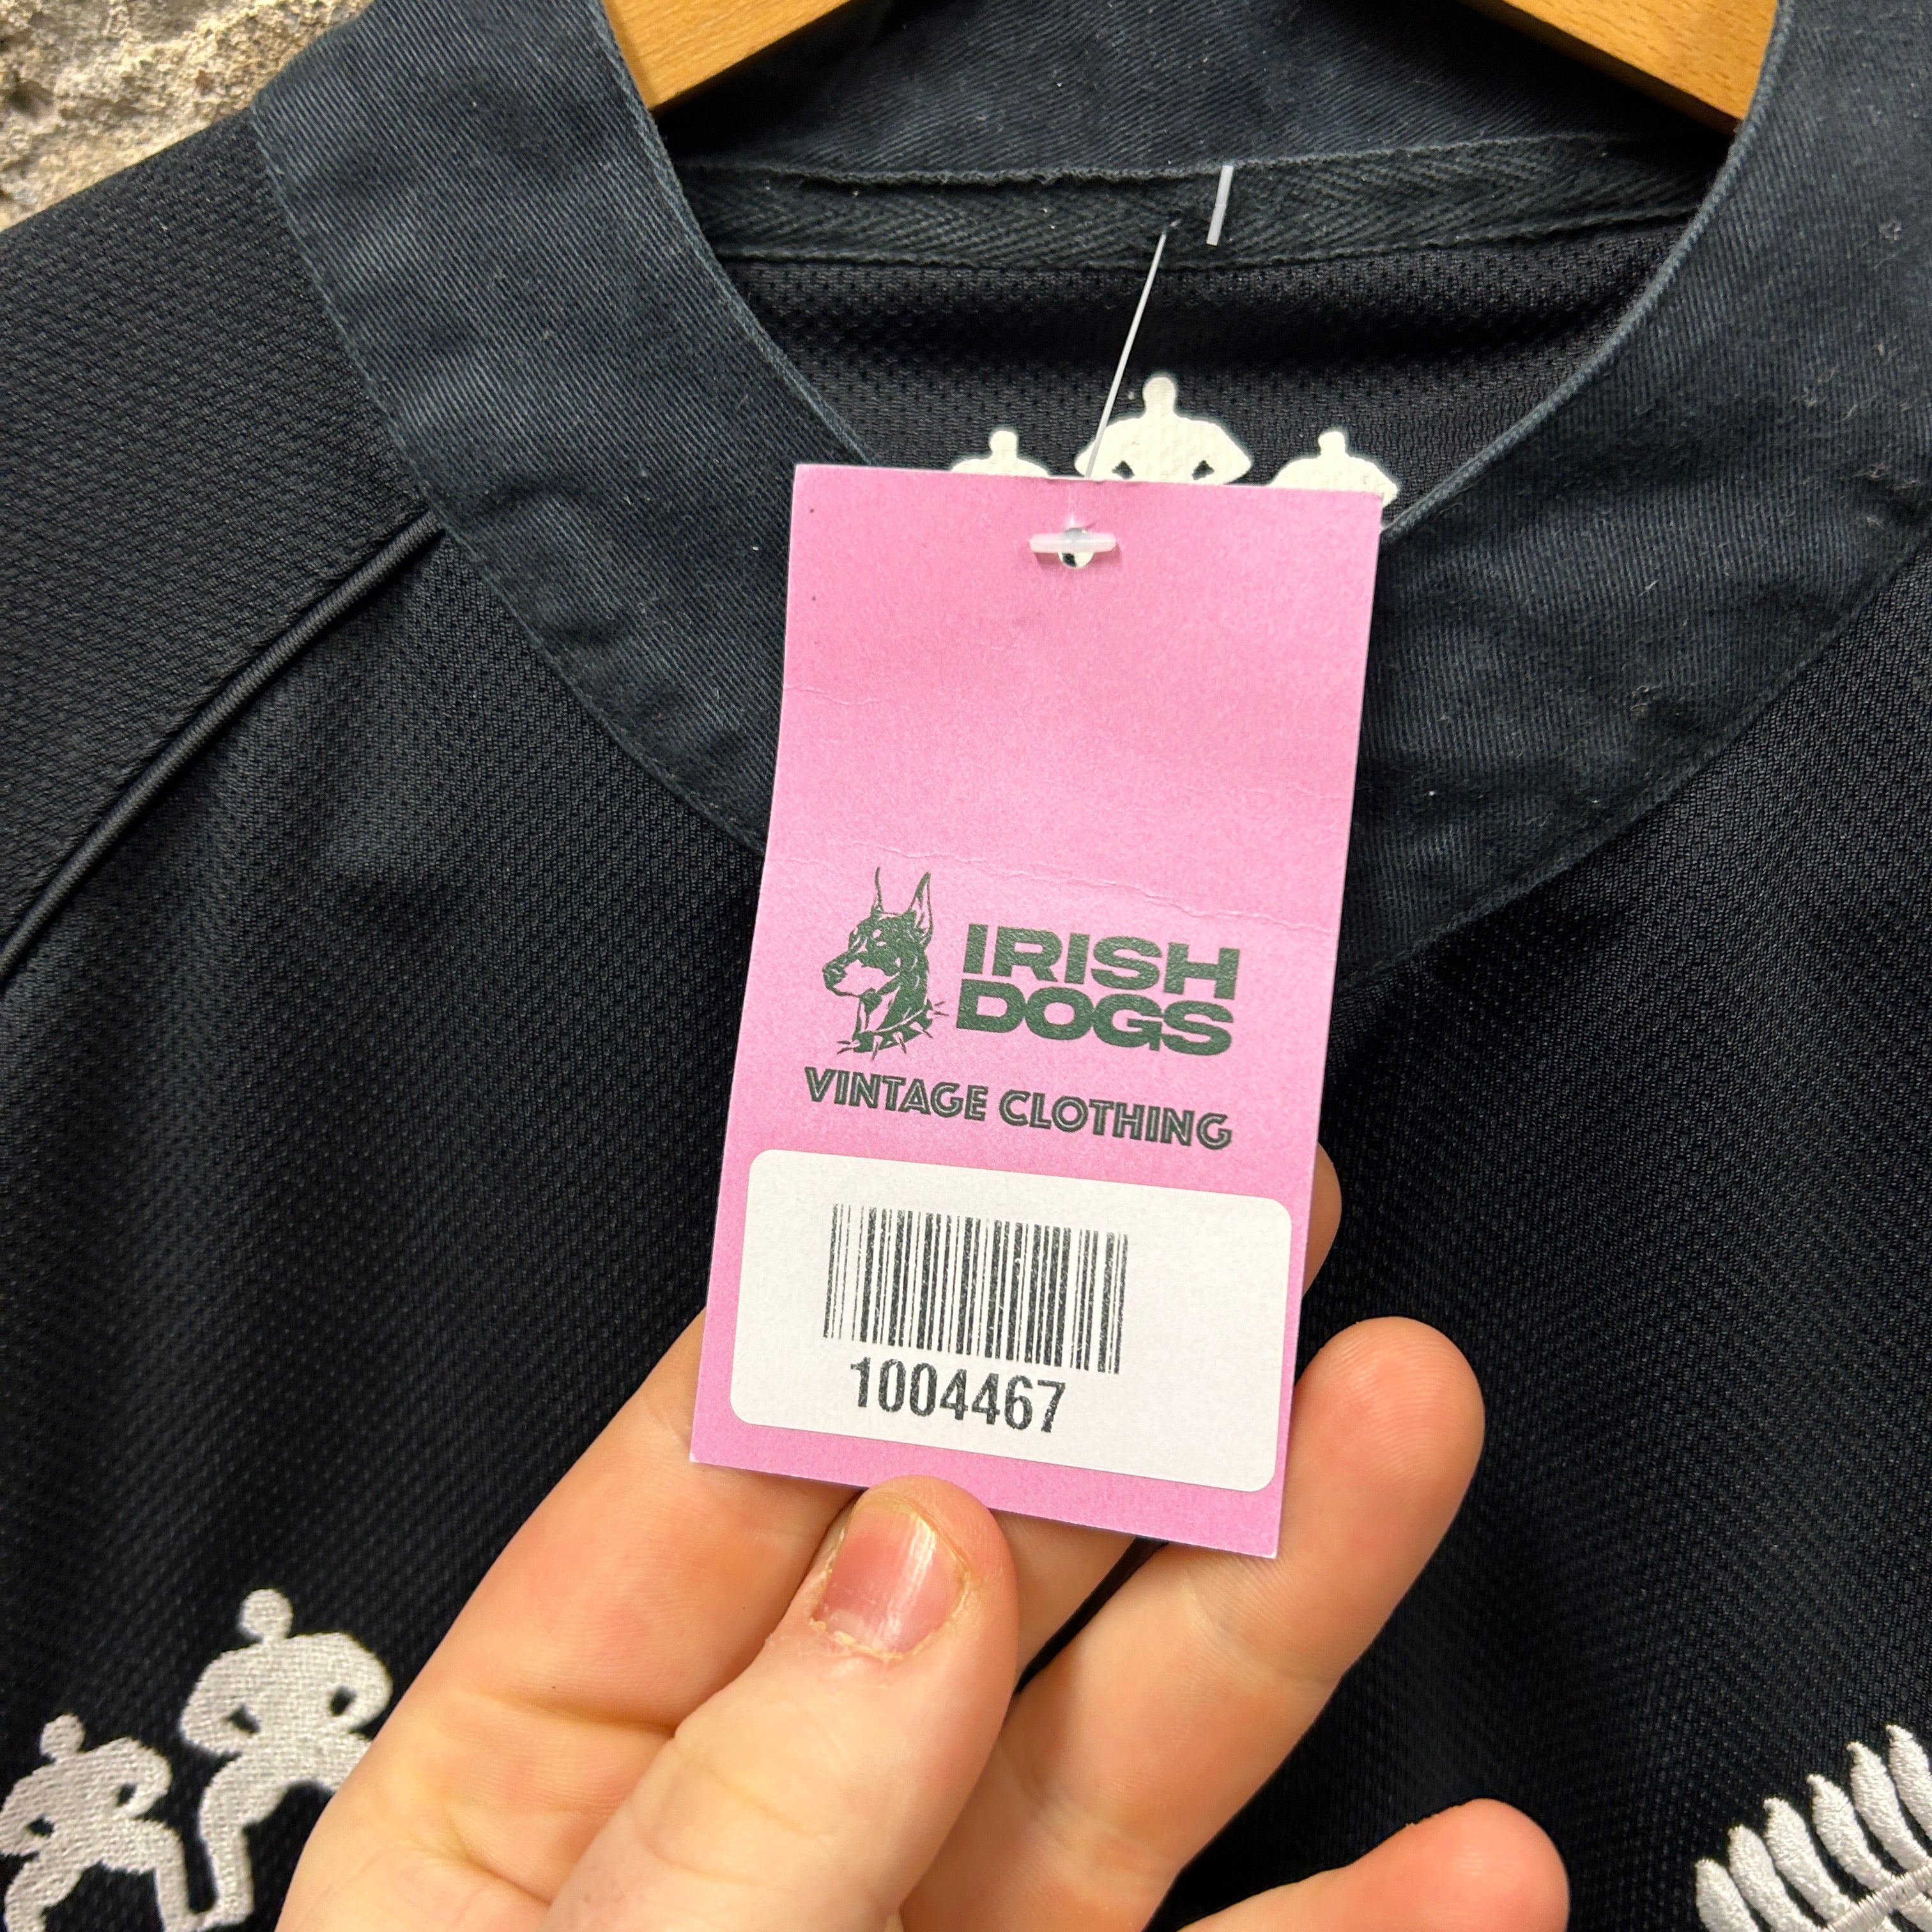 IRISH
DOGS
VINTAGE CLOTHING
1004467